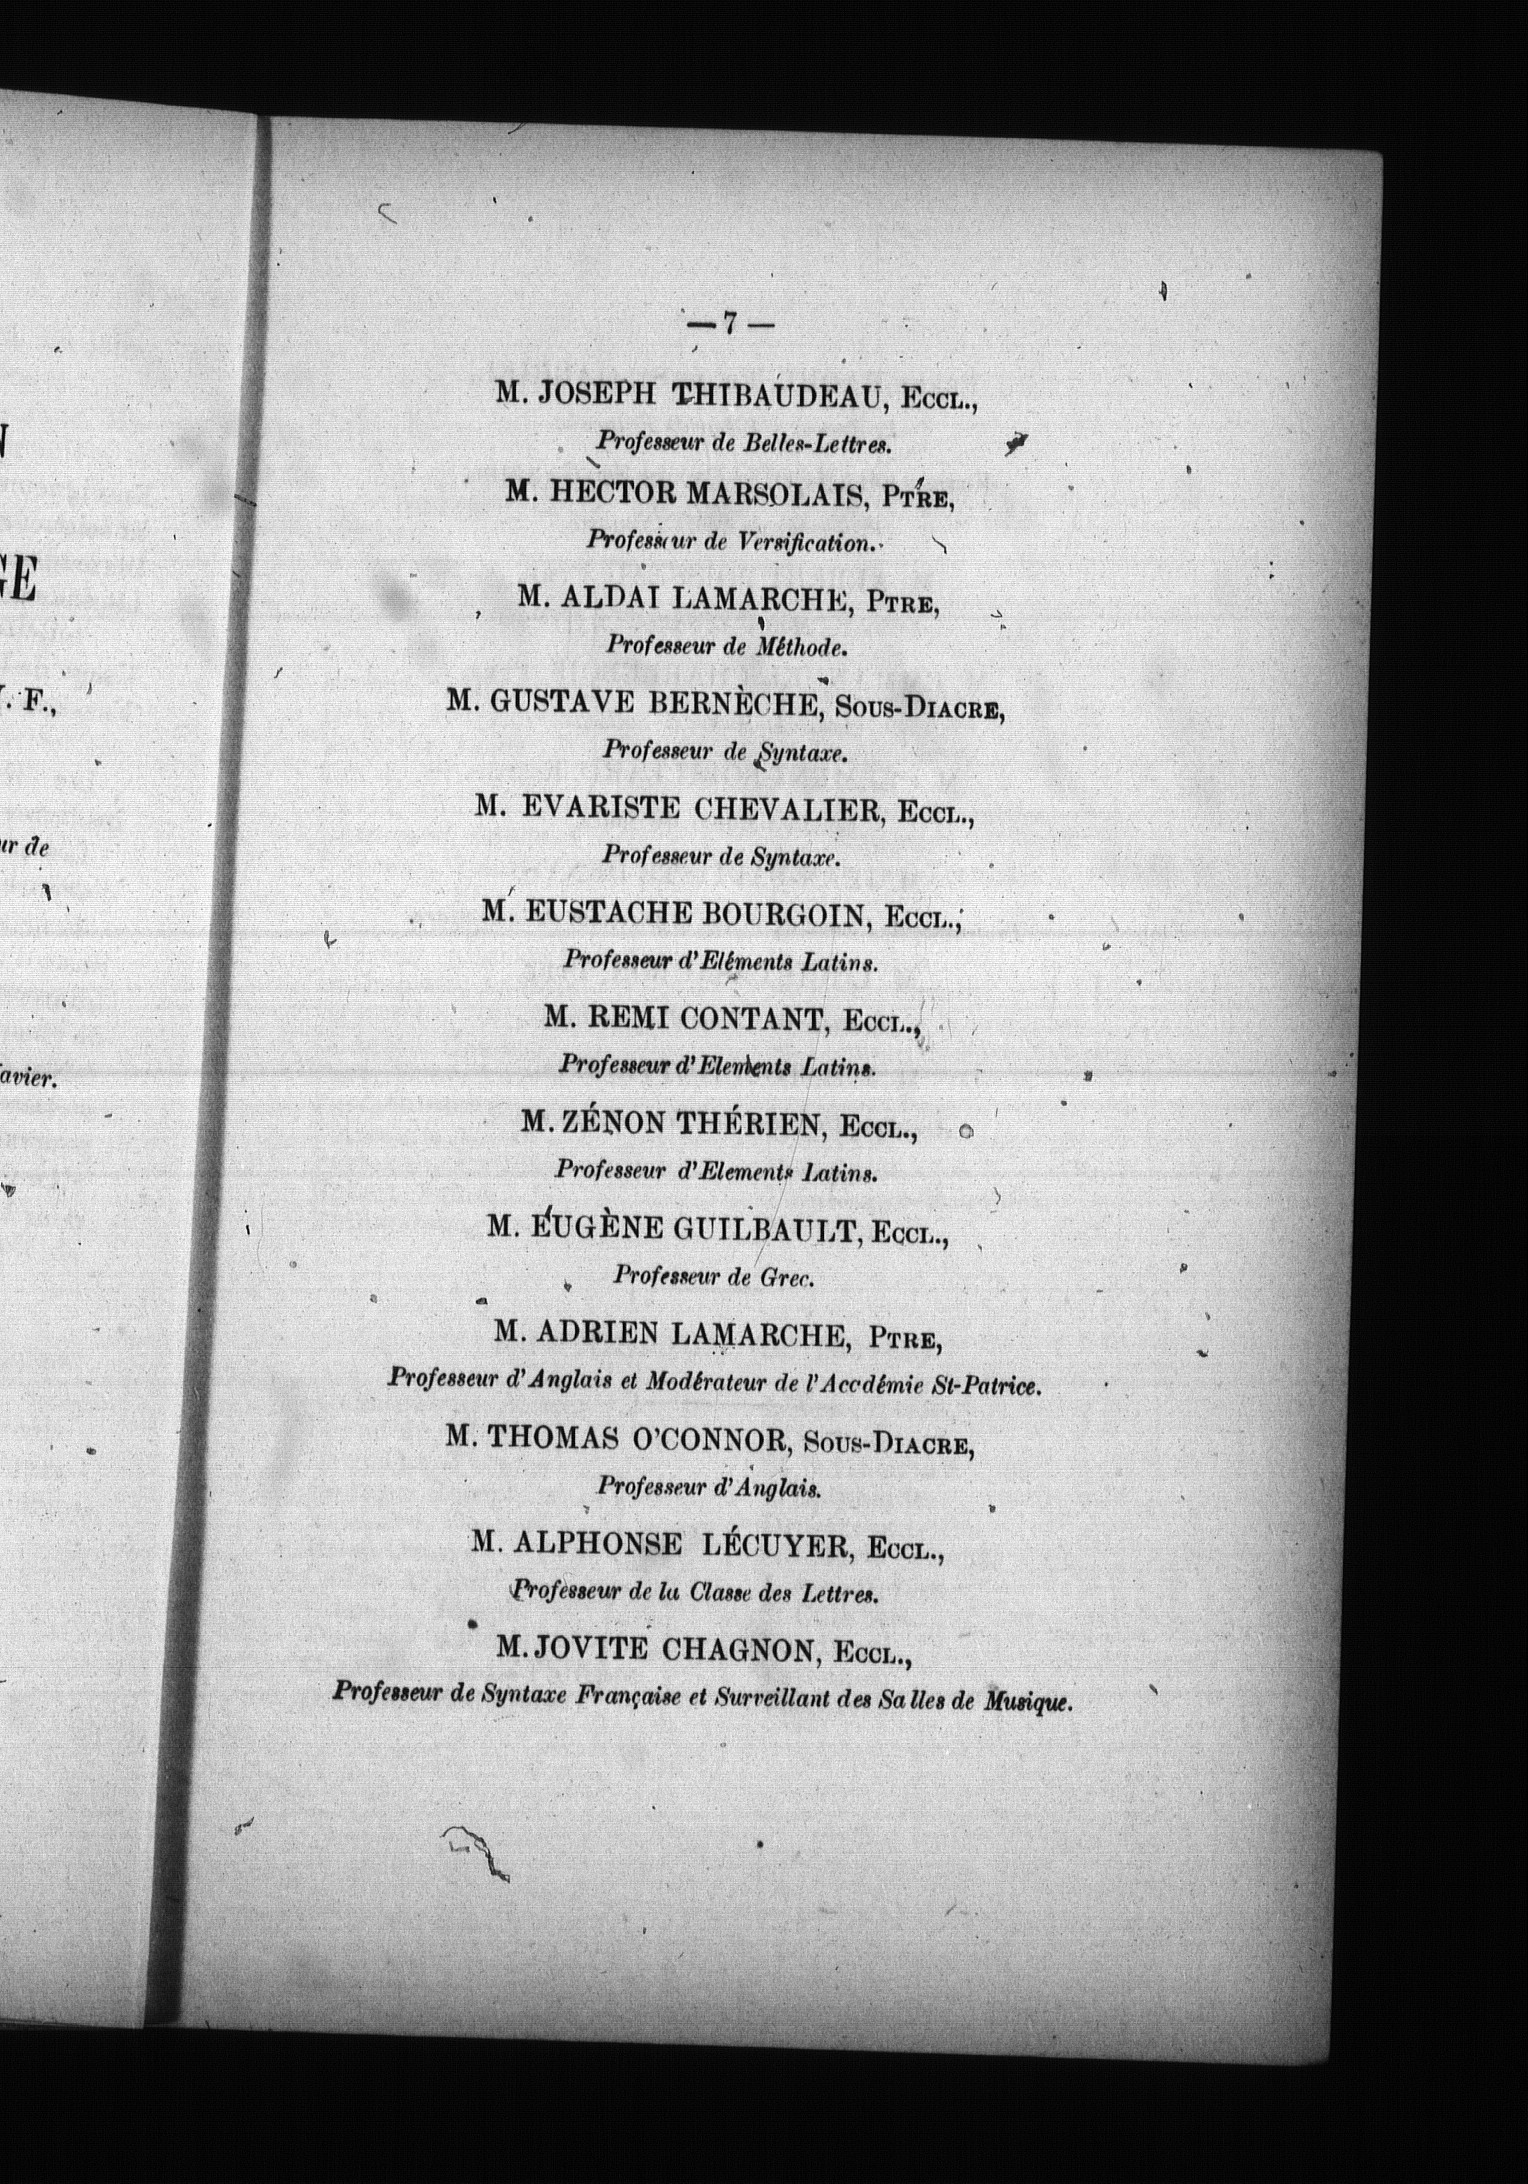 — 7 —
M. JOSEPH THIBAUDEAU, ECCL.,
Professeur de Belles-Lettres.
M. HECTOR MARSOLAIS, PTRE,
Professeur de Versification.
M. ALDAI LAMARCHE, PTRE,
Professeur de Méthode.
M. GUSTAVE BERNÈCHE, SOUS-DIACRE,
Professeur de Syntaxe.
M. EVARISTE CHEVALIER, ECCL.,
Professeur de Syntaxe.
M. EUSTACHE BOURGOIN, ECCL.,
Professeur d'Eléments Latins.
M. REMI CONTANT, ECCL.,
Professeur d'Elements Latins.
M. ZÉNON THÉRIEN, ECCL.,
Professeur d'Elements Latins.
M. EUGÈNE GUILBAULT, ECCL.,
Professeur de Grec.
M. ADRIEN LAMARCHE, PTRE,
Professeur d'Anglais et Modérateur de l'Accdémie St-Patrice.
M. THOMAS O'CONNOR, SOUS-DIACRE,
Professeur d'Anglais.
M. ALPHONSE LÉCUYER, ECCL.,
Professeur de la Classe des Lettres.
M. JOVITE CHAGNON, ECCL.,
Professeur de Syntaxe Française et Surveillant des Salles de Musique.